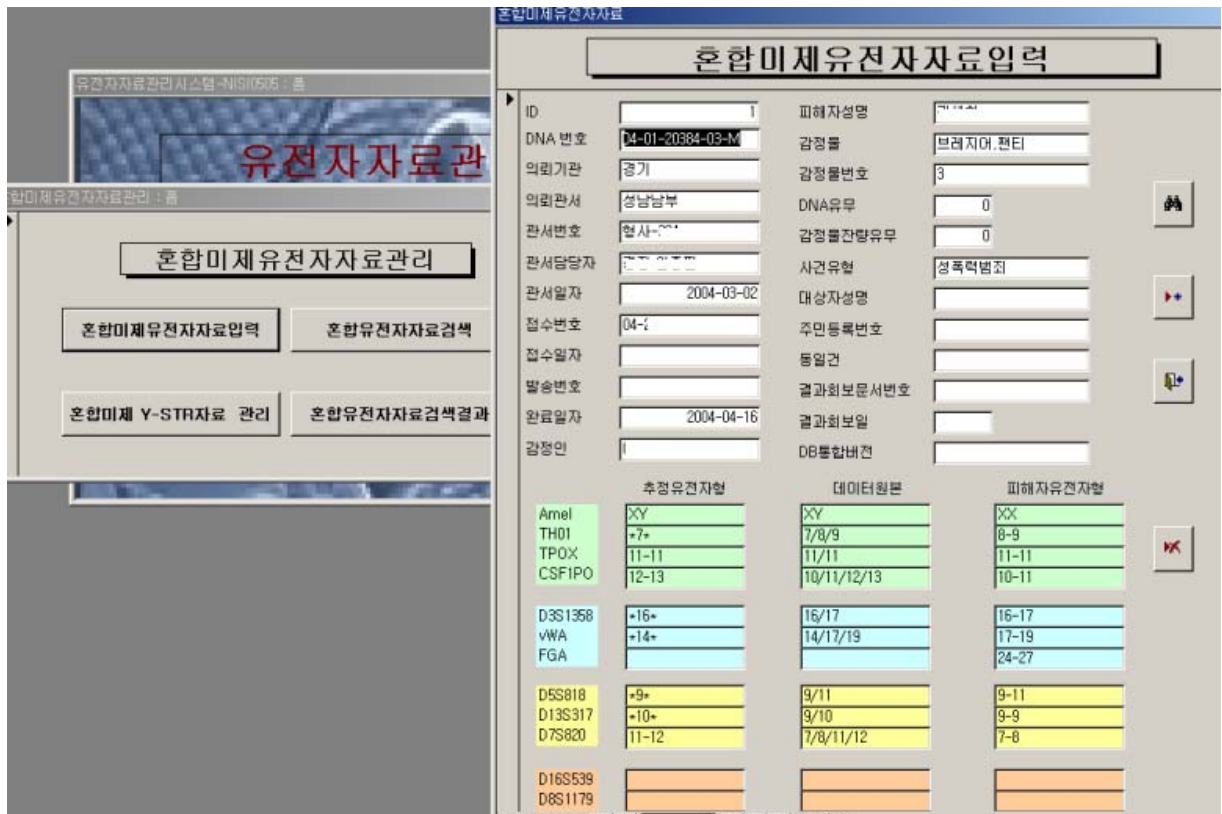 유전자자료관리시스템-NISI0505 : 폼
유전자자료관
혼합미제유전자자료관리 : 폼
혼합미제유전자자료관리
혼합미제유전자자료입력 혼합유전자자료검색
혼합미제 Y-STR자료 관리 혼합유전자자료검색결과
혼합미제유전자자료
혼합미제유전자자료입력
ID 1 피해자성명
DNA 번호 04-01-20384-03-M 감정물 브레지어,팬티
의뢰기관 경기 감정물번호 3
의뢰관서 성남남부 DNA유무 0
관서번호 형사- 감정물잔량유무 0
관서담당자 사건유형 성폭력범죄
관서일자 2004-03-02 대상자성명
접수번호 04- 주민등록번호
접수일자 동일건
발송번호 결과회보문서번호
완료일자 2004-04-16 결과회보일
감정인 DB통합버젼
추정유전자형 데이터원본 피해자유전자형
Amel XY XY XX
TH01 *7* 7/8/9 8-9
TPOX 11-11 11/11 11-11
CSF1PO 12-13 10/11/12/13 10-11
D3S1358 *16* 16/17 16-17
vWA *14* 14/17/19 17-19
FGA 24-27
D5S818 *9* 9/11 9-11
D13S317 *10* 9/10 9-9
D7S820 11-12 7/8/11/12 7-8
D16S539
D8S1179